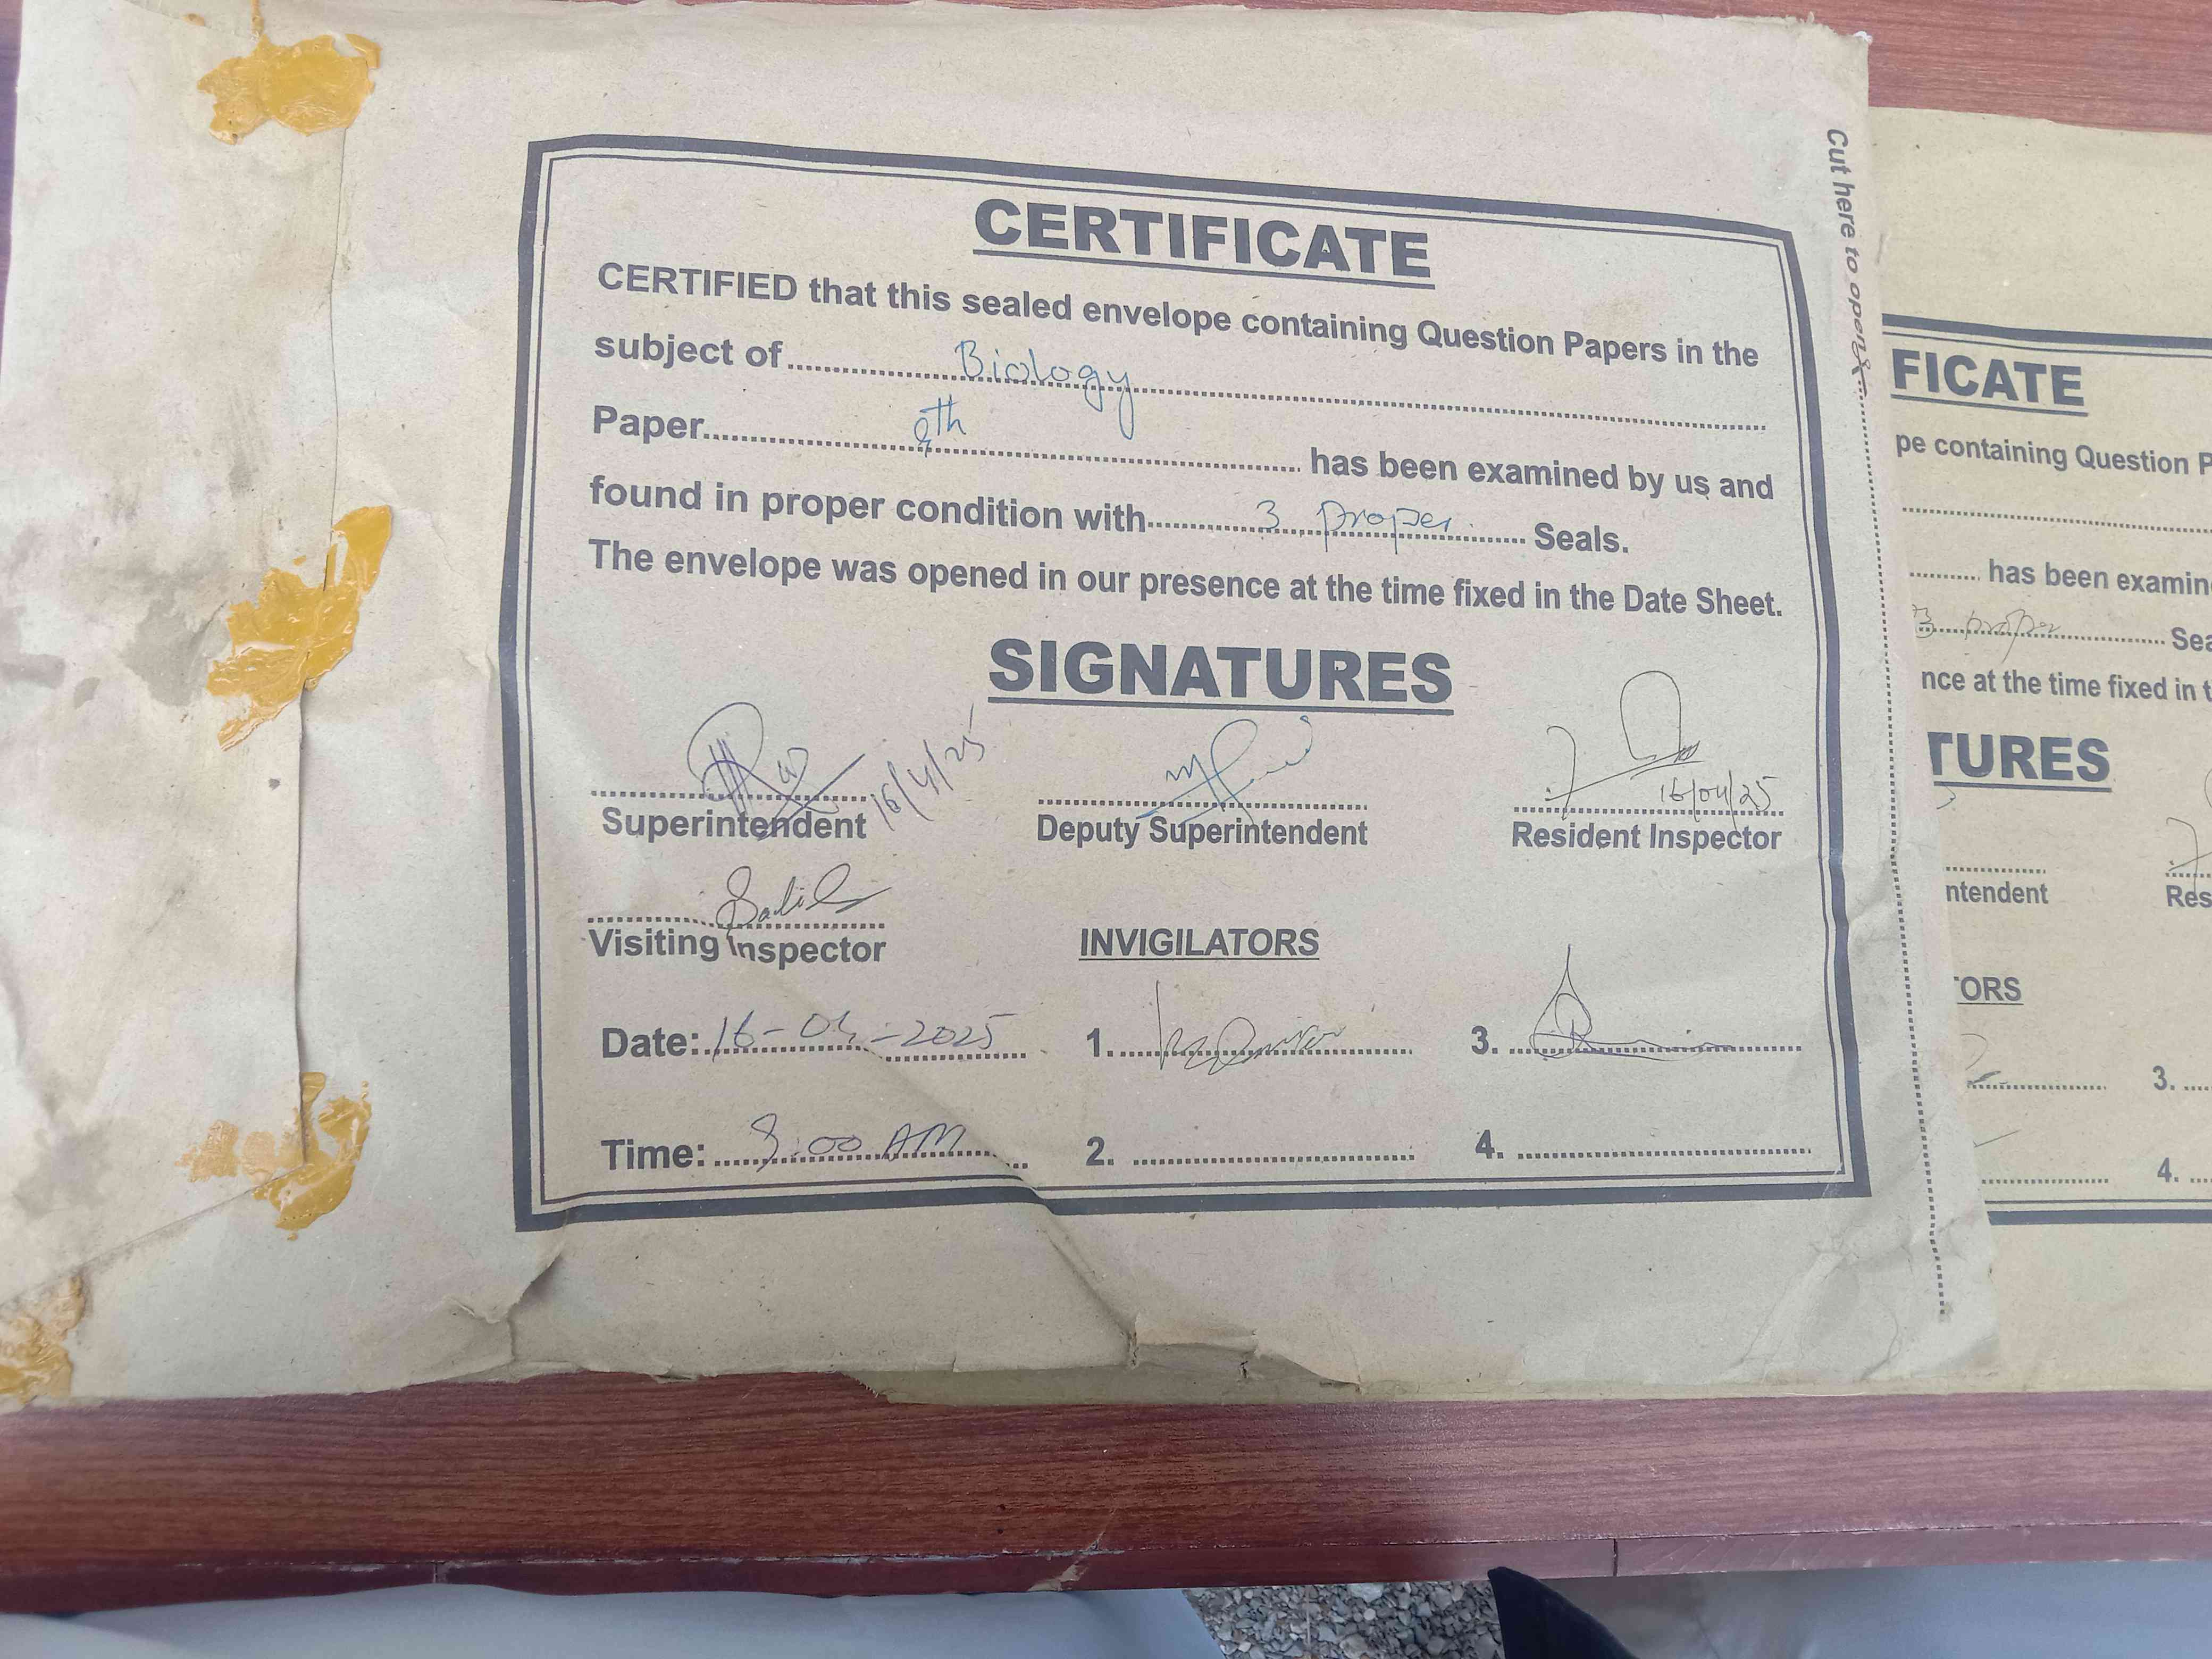 CERTIFICATE
CERTIFIED that this sealed envelope containing Question Papers in the
subject of Biology
Paper 9th has been examined by us and
found in proper condition with 3 proper Seals.
The envelope was opened in our presence at the time fixed in the Date Sheet.
SIGNATURES
16/4/25
16/04/25
Superintendent Deputy Superintendent Resident Inspector
Visiting Inspector INVIGILATORS
Date: 16-04-2025 1. 3.
Time: 9:00 AM 2. 4.
Cut here to open
FICATE
pe containing Question P
has been examin
3 proper Sea
nce at the time fixed in t
TURES
ntendent Res
TORS
3.
4.